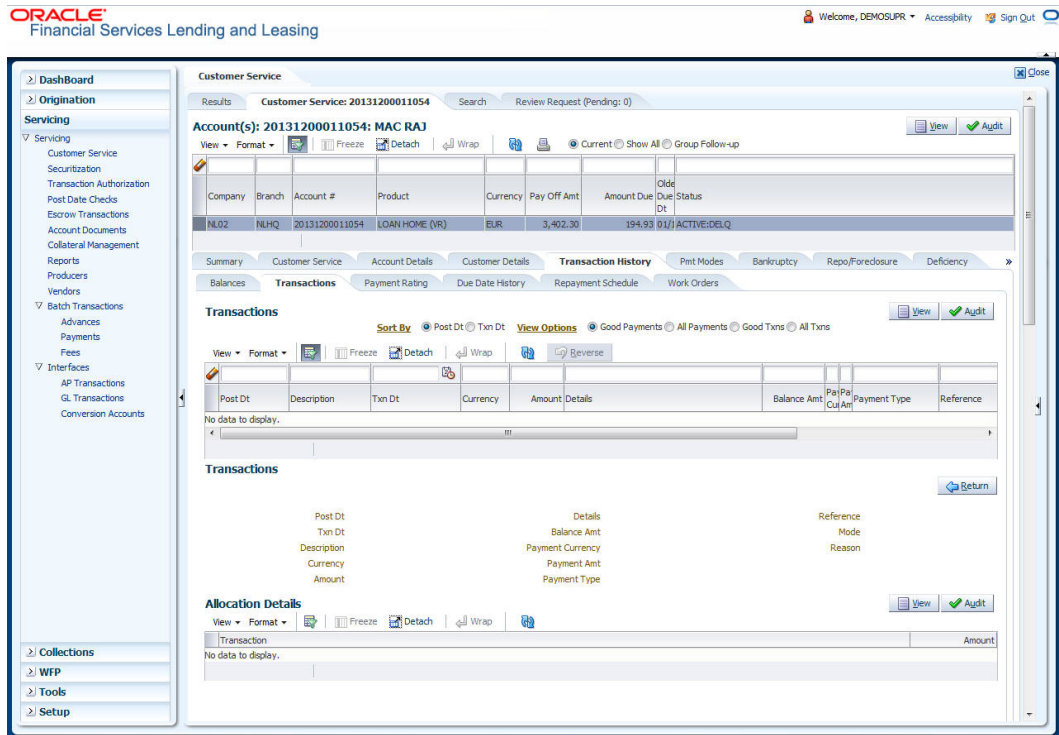 ORACLE
Financial Services Lending and Leasing
Welcome, DEMOSUPR Accessibility Sign Out
Close
DashBoard
Origination
Servicing
Servicing
Customer Service
Securitization
Transaction Authorization
Post Date Checks
Escrow Transactions
Account Documents
Collateral Management
Reports
Producers
Vendors
Batch Transactions
Advances
Payments
Fees
Interfaces
AP Transactions
GL Transactions
Conversion Accounts
Collections
WFP
Tools
Setup
Customer Service
Results Customer Service: 20131200011054 Search Review Request (Pending: 0)
Account(s): 20131200011054: MAC RAJ
View Audit
View Format Freeze Detach Wrap Current Show All Group Follow-up
Company Branch Account # Product Currency Pay Off Amt Amount Due Olde Due Dt Status
NL02 NLHQ 20131200011054 LOAN HOME (VR) EUR 3,402.30 194.93 01/1 ACTIVE:DELQ
Summary Customer Service Account Details Customer Details Transaction History Pmt Modes Bankruptcy Repo/Foreclosure Deficiency »
Balances Transactions Payment Rating Due Date History Repayment Schedule Work Orders
Transactions
View Audit
Sort By Post Dt Txn Dt View Options Good Payments All Payments Good Txns All Txns
View Format Freeze Detach Wrap Reverse
Post Dt Description Txn Dt Currency Amount Details Balance Amt Pay Cur Pa Am Payment Type Reference
No data to display.
Transactions
Return
Post Dt Details Reference
Txn Dt Balance Amt Mode
Description Payment Currency Reason
Currency Payment Amt
Amount Payment Type
Allocation Details
View Audit
View Format Freeze Detach Wrap
Transaction Amount
No data to display.